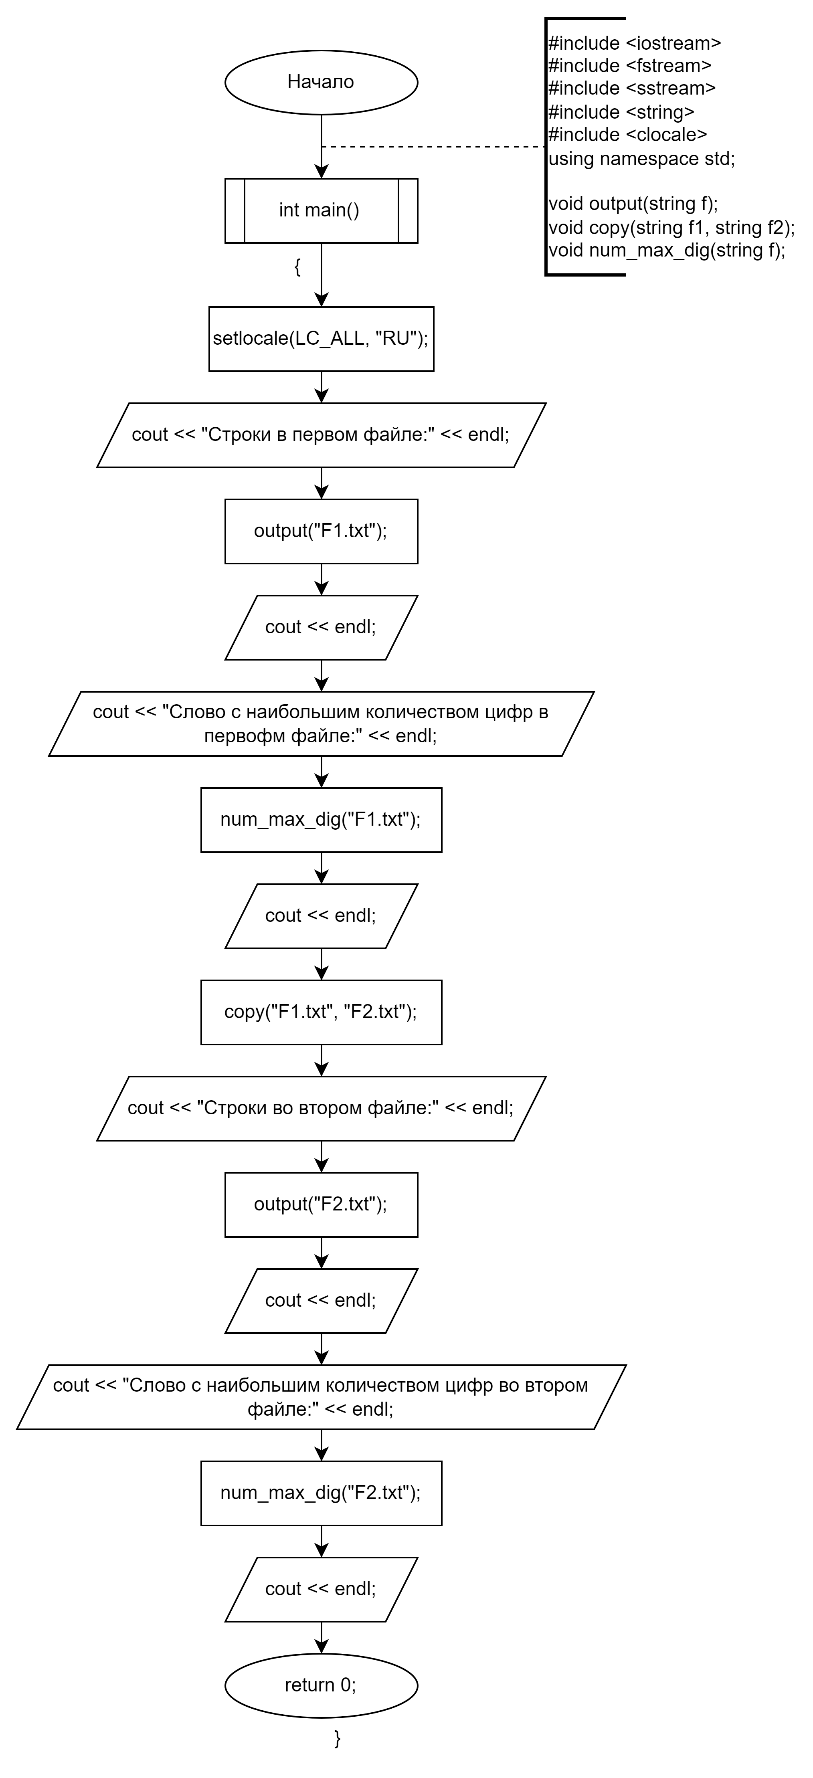 Начало
#include <iostream>
#include <fstream>
#include <sstream>
#include <string>
#include <clocale>
using namespace std;
void output(string f);
void copy(string f1, string f2);
void num_max_dig(string f);
int main()
{
setlocale(LC_ALL, "RU");
cout << "Строки в первом файле:" << endl;
output("F1.txt");
cout << endl;
cout << "Слово с наибольшим количеством цифр в
первофм файле:" << endl;
num_max_dig("F1.txt");
cout << endl;
copy("F1.txt", "F2.txt");
cout << "Строки во втором файле:" << endl;
output("F2.txt");
cout << endl;
cout << "Слово с наибольшим количеством цифр во втором
файле:" << endl;
num_max_dig("F2.txt");
cout << endl;
return 0;
}